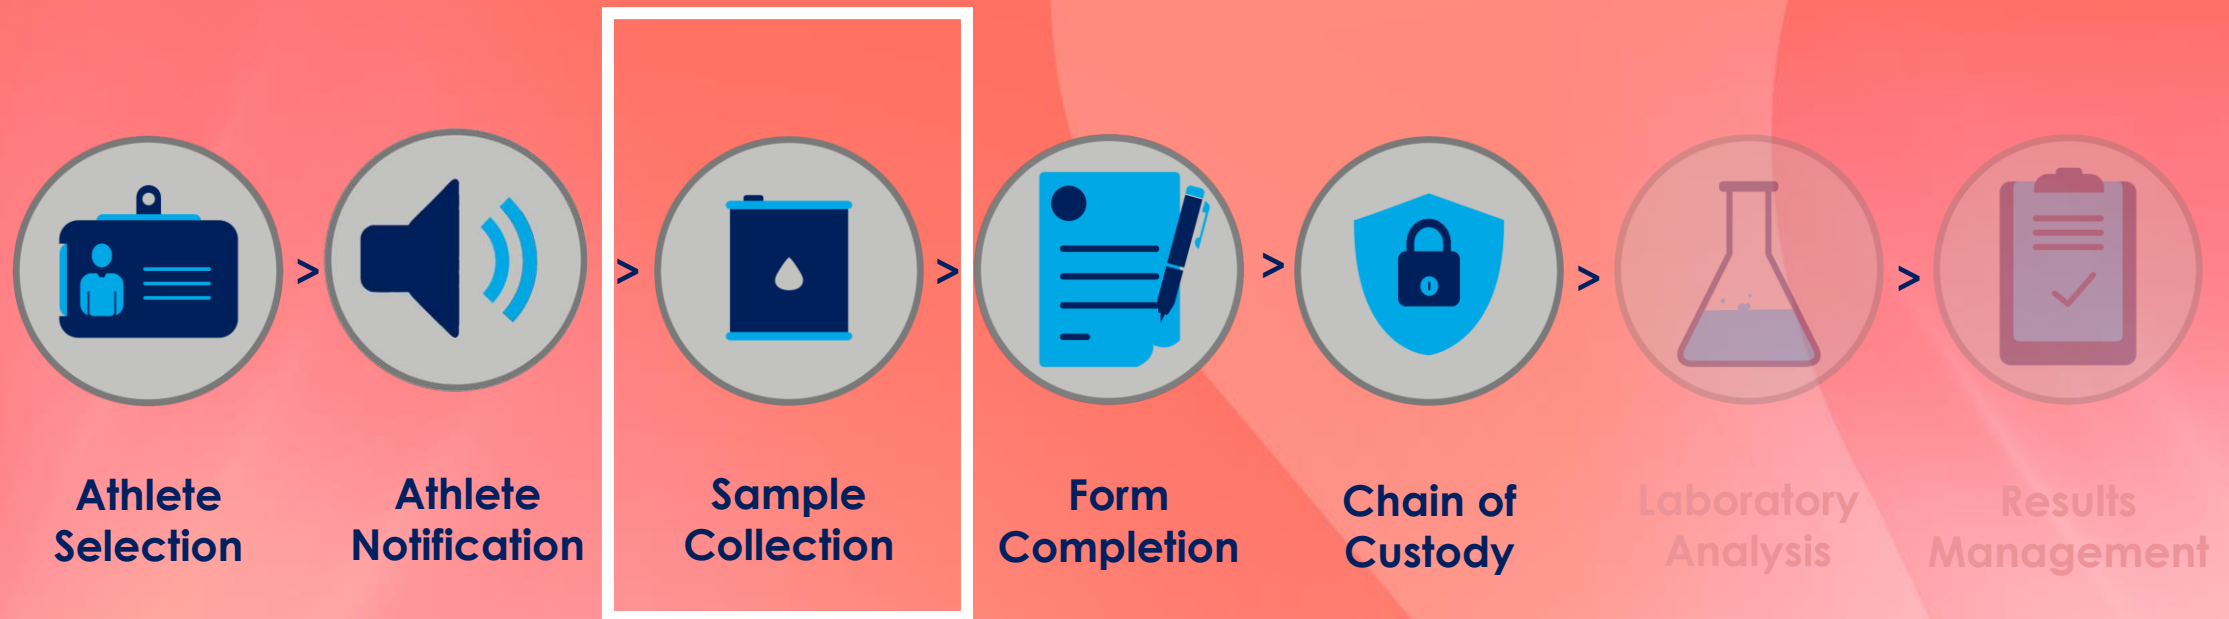 Athlete
Selection
>
Athlete
Notification
>
Sample
Collection
>
Form
Completion
>
Chain of
Custody
>
Laboratory
Analysis
>
Results
Management